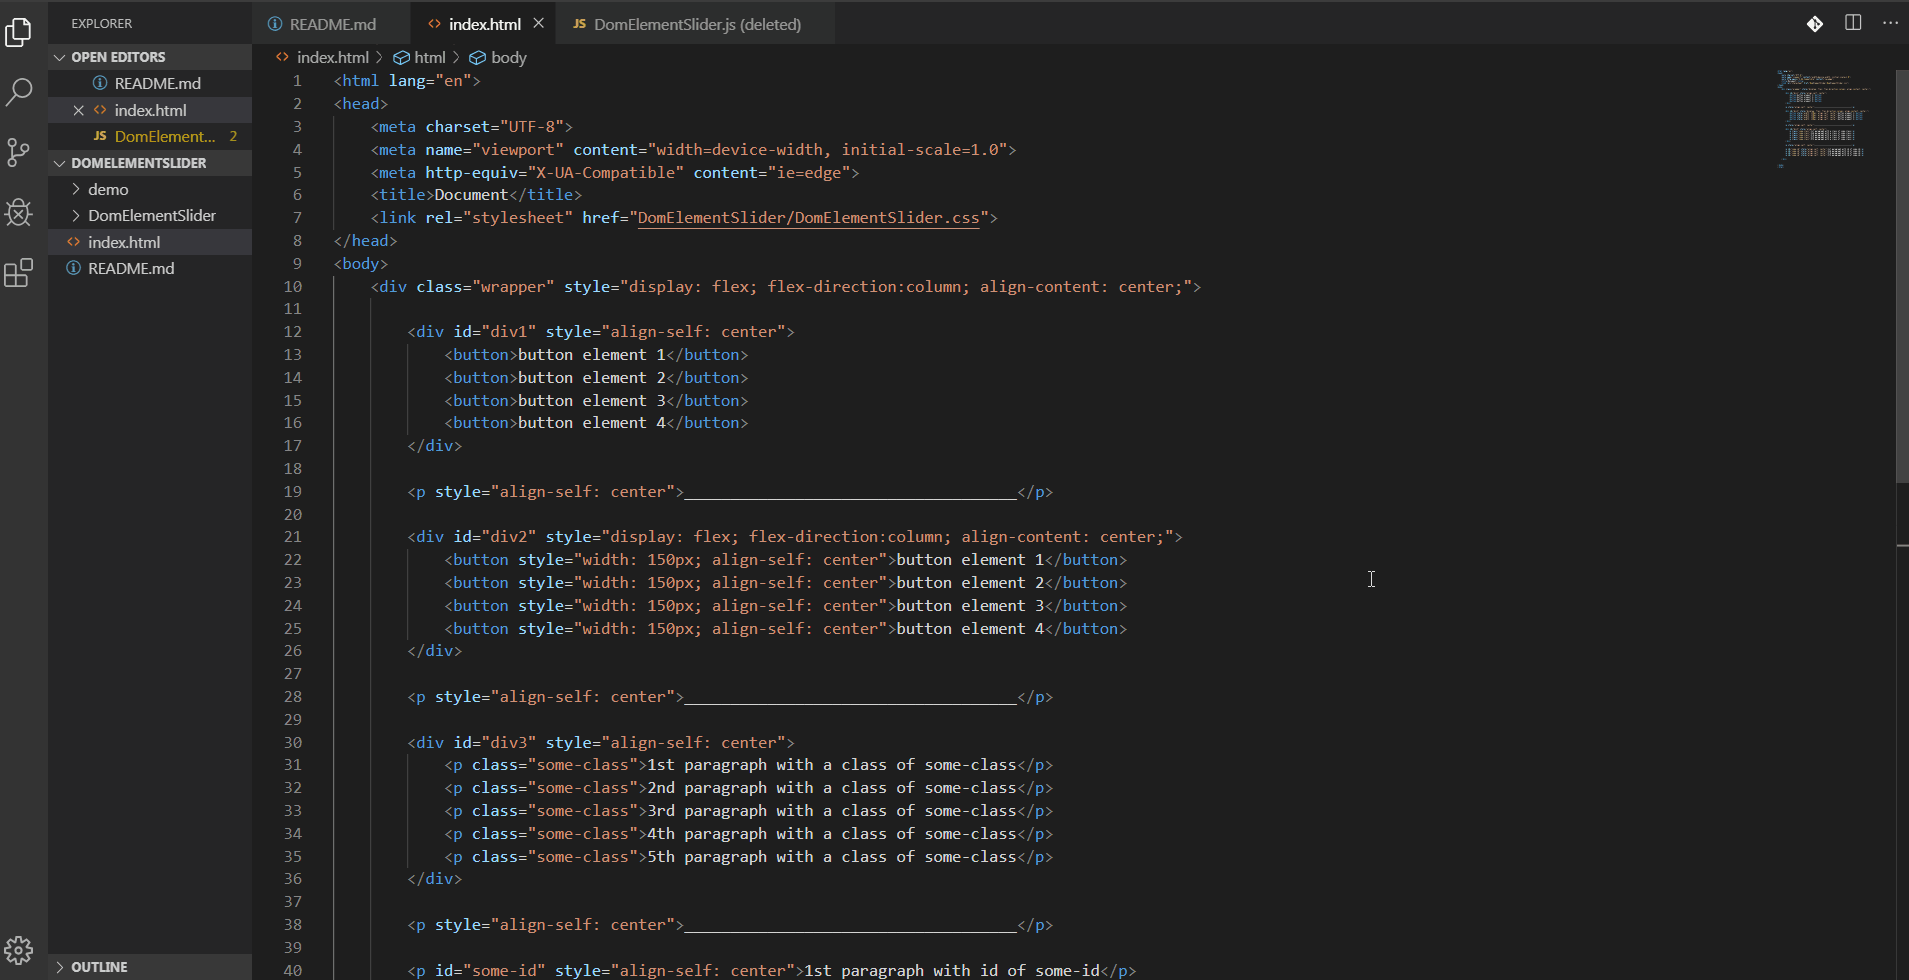 EXPLORER
OPEN EDITORS
README.md
index.html
JS DomElement... 2
DOMELEMENTSLIDER
demo
DomElementSlider
index.html
README.md
OUTLINE
README.md
index.html
JS DomElementSlider.js (deleted)
index.html > html > body
1 <html lang="en">
2 <head>
3 <meta charset="UTF-8">
4 <meta name="viewport" content="width=device-width, initial-scale=1.0">
5 <meta http-equiv="X-UA-Compatible" content="ie=edge">
6 <title>Document</title>
7 <link rel="stylesheet" href="DomElementSlider/DomElementSlider.css">
8 </head>
9 <body>
10 <div class="wrapper" style="display: flex; flex-direction:column; align-content: center;">
11
12 <div id="div1" style="align-self: center">
13 <button>button element 1</button>
14 <button>button element 2</button>
15 <button>button element 3</button>
16 <button>button element 4</button>
17 </div>
18
19 <p style="align-self: center">____________________________________</p>
20
21 <div id="div2" style="display: flex; flex-direction:column; align-content: center;">
22 <button style="width: 150px; align-self: center">button element 1</button>
23 <button style="width: 150px; align-self: center">button element 2</button>
24 <button style="width: 150px; align-self: center">button element 3</button>
25 <button style="width: 150px; align-self: center">button element 4</button>
26 </div>
27
28 <p style="align-self: center">____________________________________</p>
29
30 <div id="div3" style="align-self: center">
31 <p class="some-class">1st paragraph with a class of some-class</p>
32 <p class="some-class">2nd paragraph with a class of some-class</p>
33 <p class="some-class">3rd paragraph with a class of some-class</p>
34 <p class="some-class">4th paragraph with a class of some-class</p>
35 <p class="some-class">5th paragraph with a class of some-class</p>
36 </div>
37
38 <p style="align-self: center">____________________________________</p>
39
40 <p id="some-id" style="align-self: center">1st paragraph with id of some-id</p>